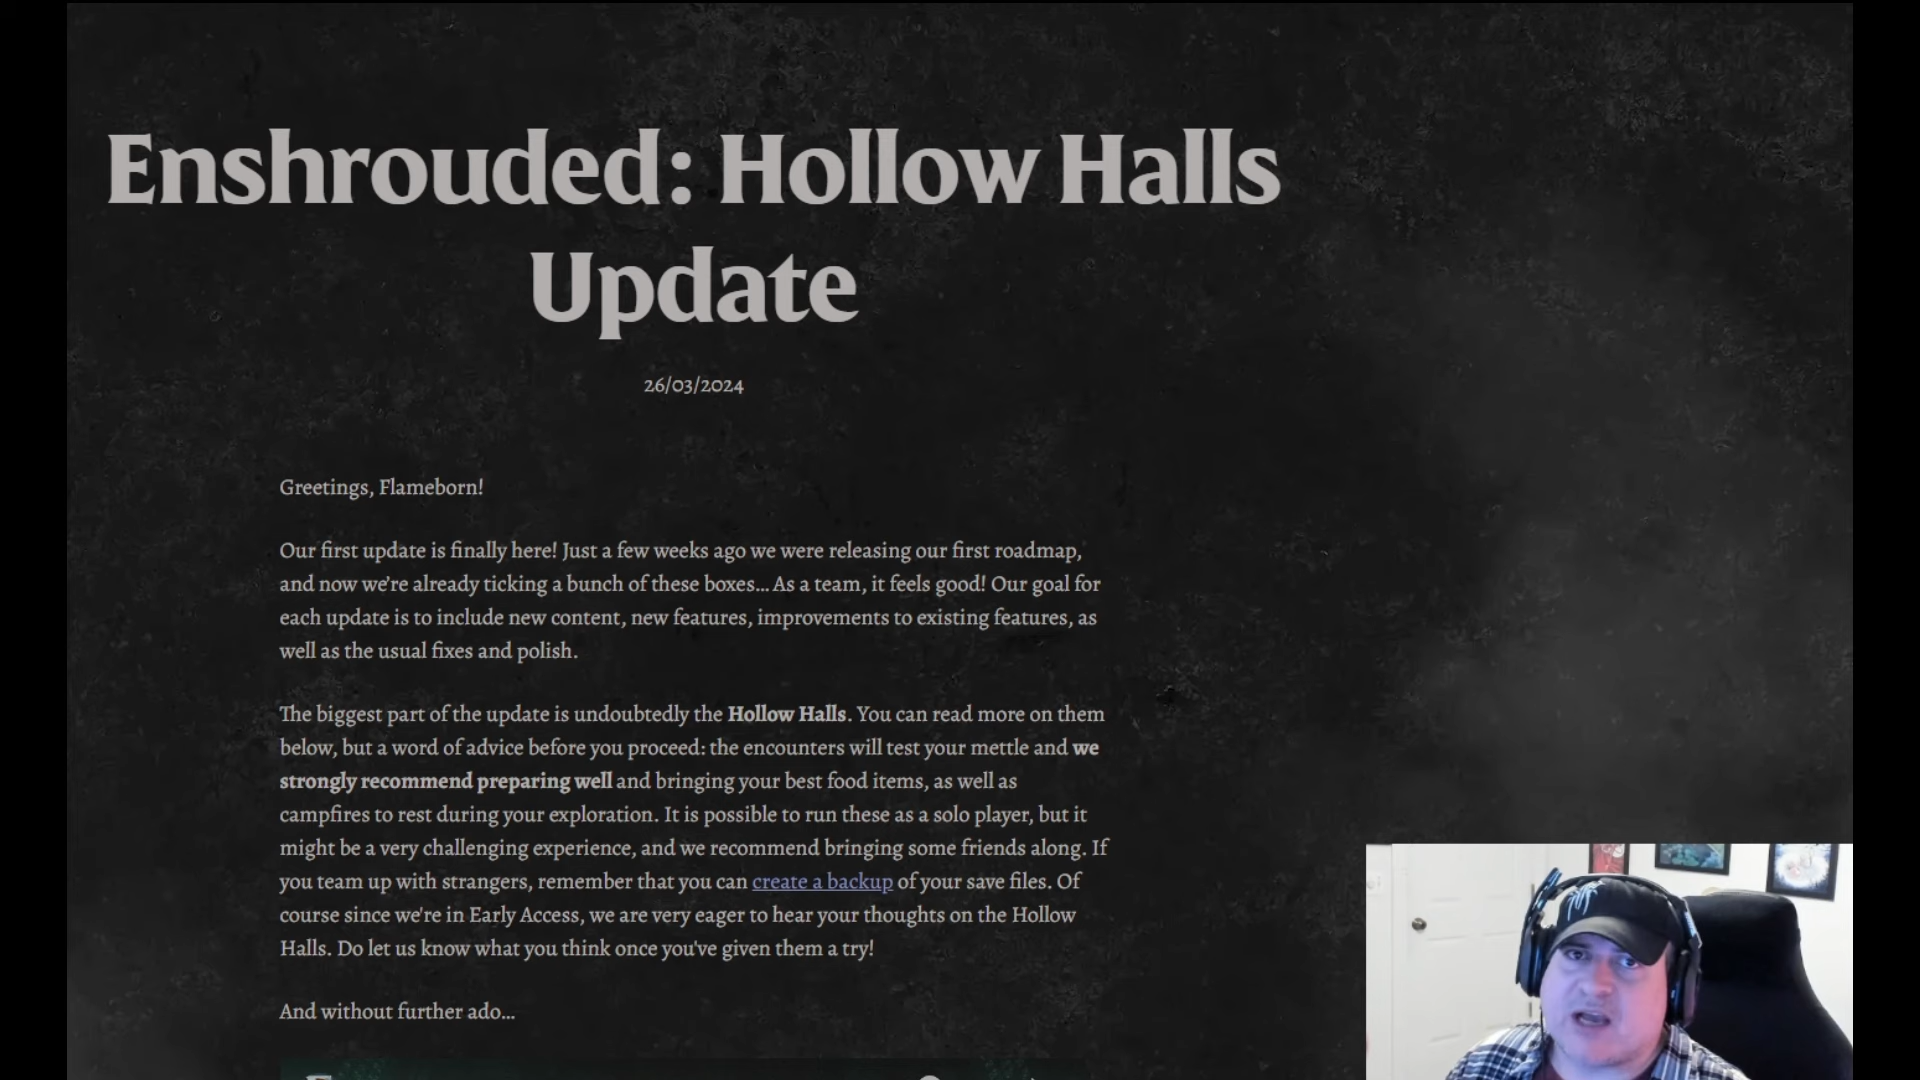 Enshrouded: Hollow Halls
Update
26/03/2024
Greetings, Flameborn!
Our first update is finally here! Just a few weeks ago we were releasing our first roadmap,
and now we're already ticking a bunch of these boxes... As a team, it feels good! Our goal for
each update is to include new content, new features, improvements to existing features, as
well as the usual fixes and polish.
The biggest part of the update is undoubtedly the Hollow Halls. You can read more on them
below, but a word of advice before you proceed: the encounters will test your mettle and we
strongly recommend preparing well and bringing your best food items, as well as
campfires to rest during your exploration. It is possible to run these as a solo player, but it
might be a very challenging experience, and we recommend bringing some friends along. If
you team up with strangers, remember that you can create a backup of your save files. Of
course since we're in Early Access, we are very eager to hear your thoughts on the Hollow
Halls. Do let us know what you think once you've given them a try!
And without further ado...